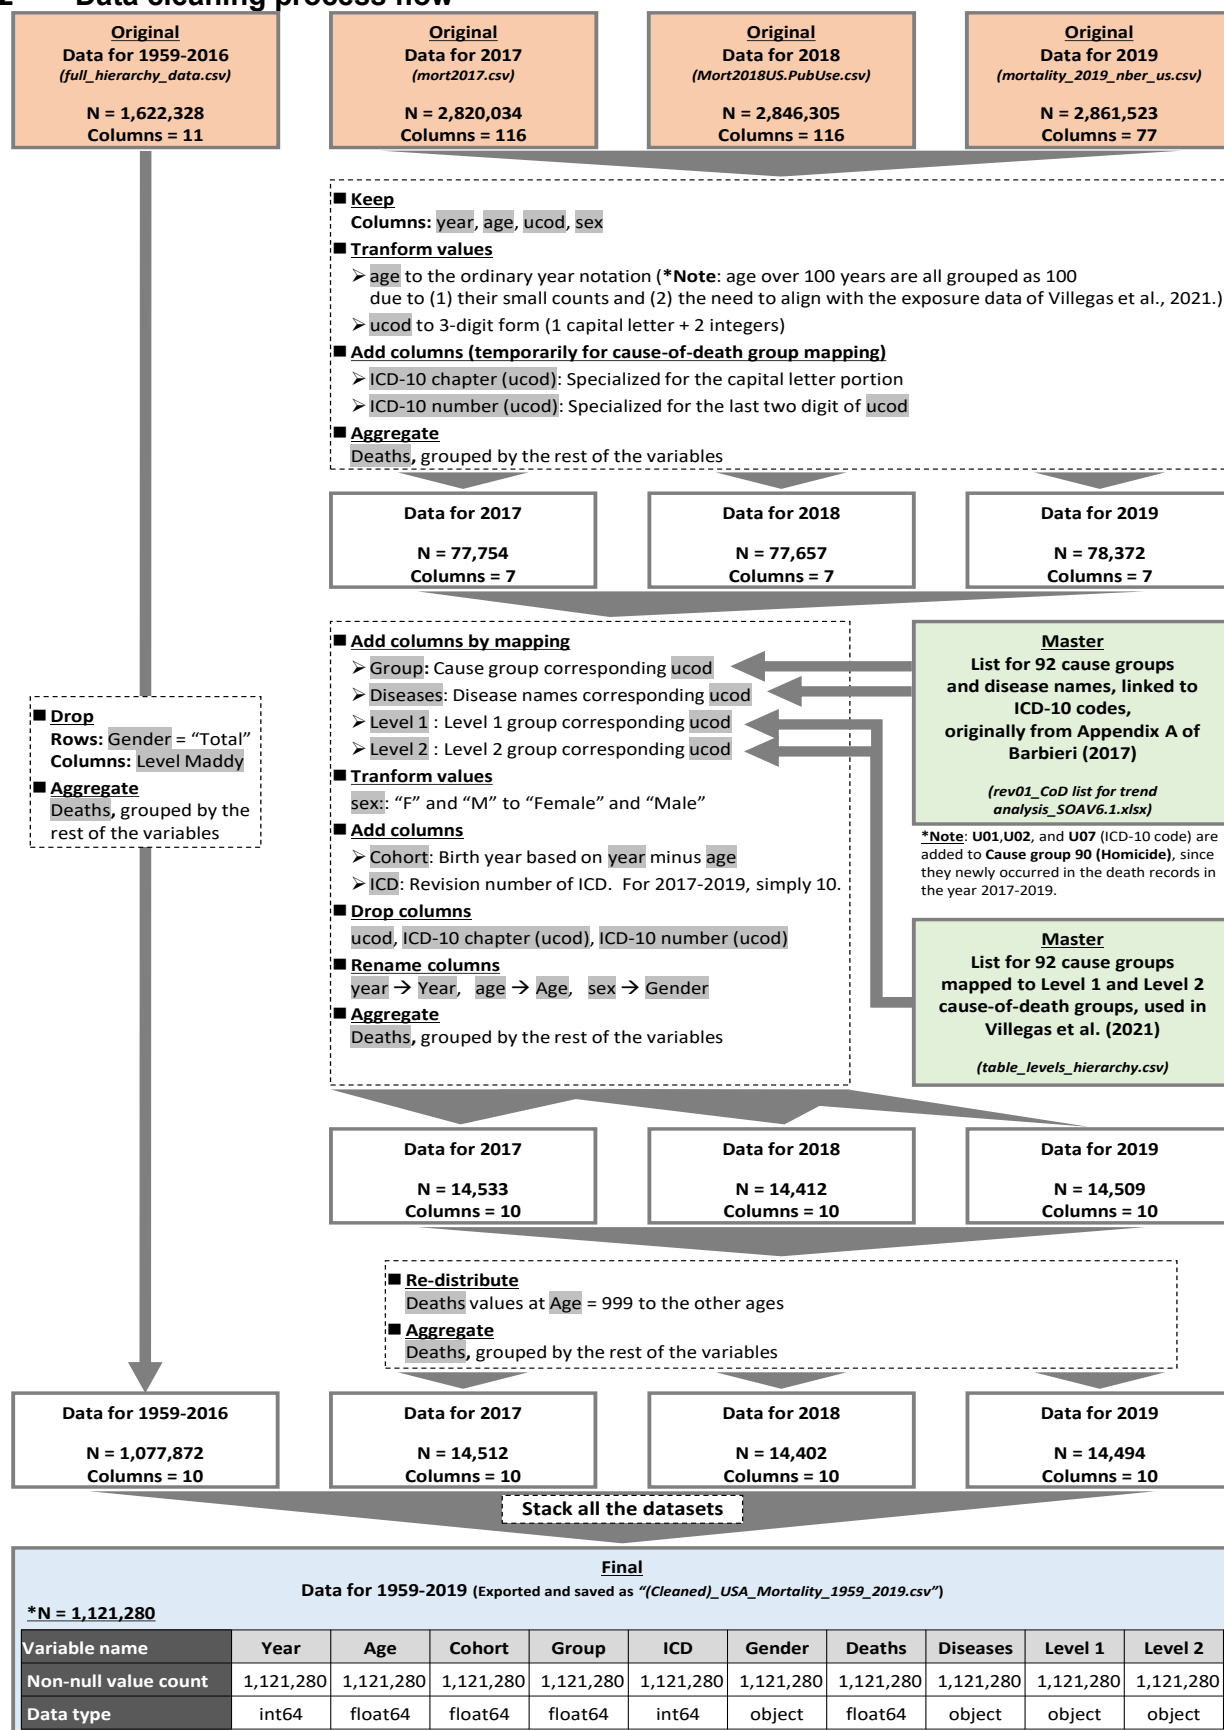 2 Data cleaning process flow
Original
Data for 1959-2016
(full_hierarchy_data.csv)
N = 1,622,328
Columns = 11
Original
Data for 2017
(mort2017.csv)
N = 2,820,034
Columns = 116
Original
Data for 2018
(Mort2018US.PubUse.csv)
N = 2,846,305
Columns = 116
Original
Data for 2019
(mortality_2019_nber_us.csv)
N = 2,861,523
Columns = 77
■ Keep
Columns: year, age, ucod, sex
■ Tranform values
➢ age to the ordinary year notation (*Note: age over 100 years are all grouped as 100
due to (1) their small counts and (2) the need to align with the exposure data of Villegas et al., 2021.)
➢ ucod to 3-digit form (1 capital letter + 2 integers)
■ Add columns (temporarily for cause-of-death group mapping)
➢ ICD-10 chapter (ucod): Specialized for the capital letter portion
➢ ICD-10 number (ucod): Specialized for the last two digit of ucod
■ Aggregate
Deaths, grouped by the rest of the variables
Data for 2017
N = 77,754
Columns = 7
Data for 2018
N = 77,657
Columns = 7
Data for 2019
N = 78,372
Columns = 7
■ Drop
Rows: Gender = “Total”
Columns: Level Maddy
■ Aggregate
Deaths, grouped by the
rest of the variables
■ Add columns by mapping
➢ Group: Cause group corresponding ucod
➢ Diseases: Disease names corresponding ucod
➢ Level 1 : Level 1 group corresponding ucod
➢ Level 2 : Level 2 group corresponding ucod
■ Tranform values
sex:: “F” and “M” to “Female” and “Male”
■ Add columns
➢ Cohort: Birth year based on year minus age
➢ ICD: Revision number of ICD. For 2017-2019, simply 10.
■ Drop columns
ucod, ICD-10 chapter (ucod), ICD-10 number (ucod)
■ Rename columns
year → Year, age → Age, sex → Gender
■ Aggregate
Deaths, grouped by the rest of the variables
Master
List for 92 cause groups
and disease names, linked to
ICD-10 codes,
originally from Appendix A of
Barbieri (2017)
(rev01_CoD list for trend
analysis_SOAV6.1.xlsx)
*Note: U01,U02, and U07 (ICD-10 code) are
added to Cause group 90 (Homicide), since
they newly occurred in the death records in
the year 2017-2019.
Master
List for 92 cause groups
mapped to Level 1 and Level 2
cause-of-death groups, used in
Villegas et al. (2021)
(table_levels_hierarchy.csv)
Data for 2017
N = 14,533
Columns = 10
Data for 2018
N = 14,412
Columns = 10
Data for 2019
N = 14,509
Columns = 10
■ Re-distribute
Deaths values at Age = 999 to the other ages
■ Aggregate
Deaths, grouped by the rest of the variables
Data for 1959-2016
N = 1,077,872
Columns = 10
Data for 2017
N = 14,512
Columns = 10
Data for 2018
N = 14,402
Columns = 10
Data for 2019
N = 14,494
Columns = 10
Stack all the datasets
Final
Data for 1959-2019 (Exported and saved as “(Cleaned)_USA_Mortality_1959_2019.csv”)
*N = 1,121,280
Variable name Year Age Cohort Group ICD Gender Deaths Diseases Level 1 Level 2
Non-null value count 1,121,280 1,121,280 1,121,280 1,121,280 1,121,280 1,121,280 1,121,280 1,121,280 1,121,280 1,121,280
Data type int64 float64 float64 float64 int64 object float64 object object object